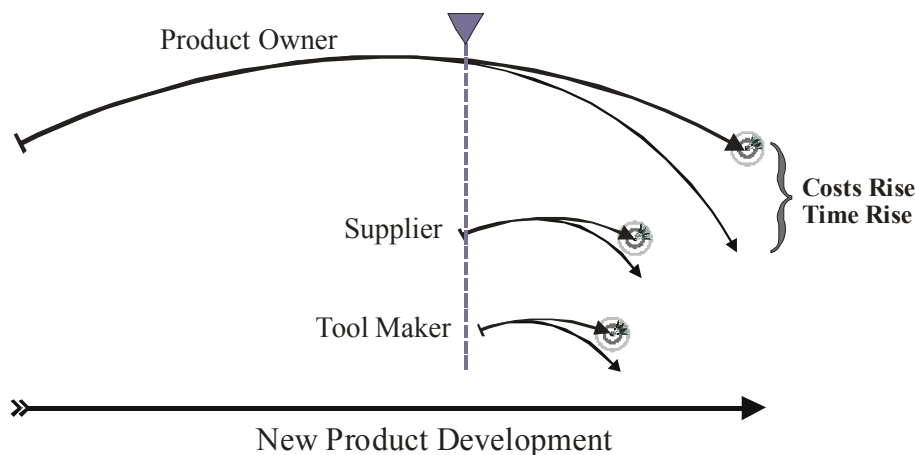 Product Owner
Costs Rise
Time Rise
Supplier
Tool Maker
New Product Development